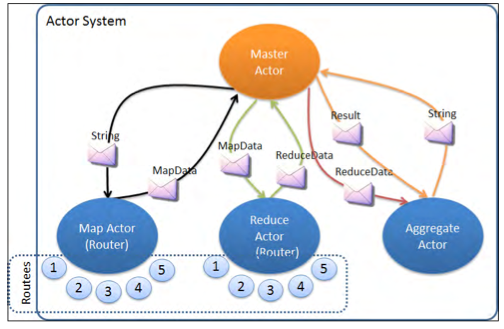 Actor System
Master
Actor
String
MapData
MapData
ReduceData
Result
String
ReduceData
Map Actor
(Router)
Reduce
Actor
(Router)
Aggregate
Actor
Routees
1
2
3
4
5
1
2
3
4
5